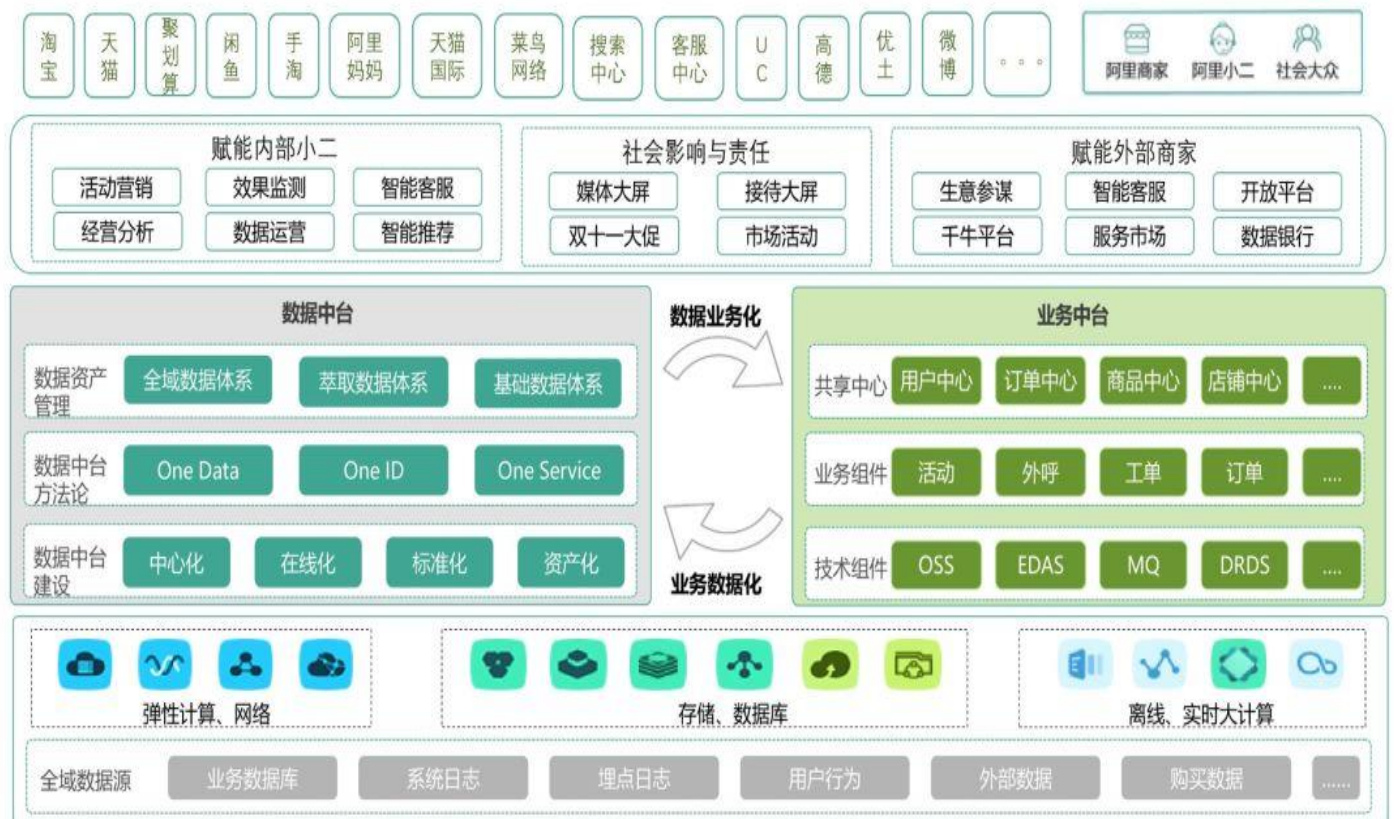 淘宝
天猫
聚划算
闲鱼
手淘
阿里妈妈
天猫国际
菜鸟网络
搜索中心
客服中心
UC
高德
优土
微博
。。。
阿里商家 阿里小二 社会大众
赋能内部小二
活动营销 效果监测 智能客服
经营分析 数据运营 智能推荐
社会影响与责任
媒体大屏 接待大屏
双十一大促 市场活动
赋能外部商家
生意参谋 智能客服 开放平台
千牛平台 服务市场 数据银行
数据中台
数据资产管理 全域数据体系 萃取数据体系 基础数据体系
数据中台方法论 One Data One ID One Service
数据中台建设 中心化 在线化 标准化 资产化
数据业务化
业务数据化
业务中台
共享中心 用户中心 订单中心 商品中心 店铺中心 ....
业务组件 活动 外呼 工单 订单 ....
技术组件 OSS EDAS MQ DRDS ....
弹性计算、网络
存储、数据库
离线、实时大计算
全域数据源 业务数据库 系统日志 埋点日志 用户行为 外部数据 购买数据 ......